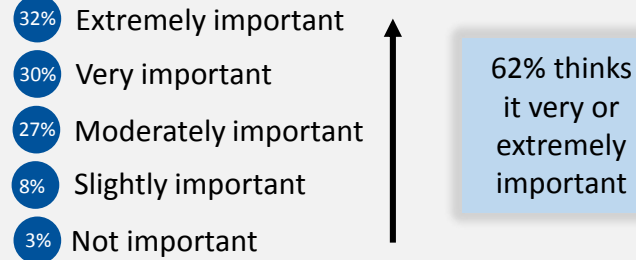 32% Extremely important
30% Very important
27% Moderately important
8% Slightly important
3% Not important
62% thinks
it very or
extremely
important